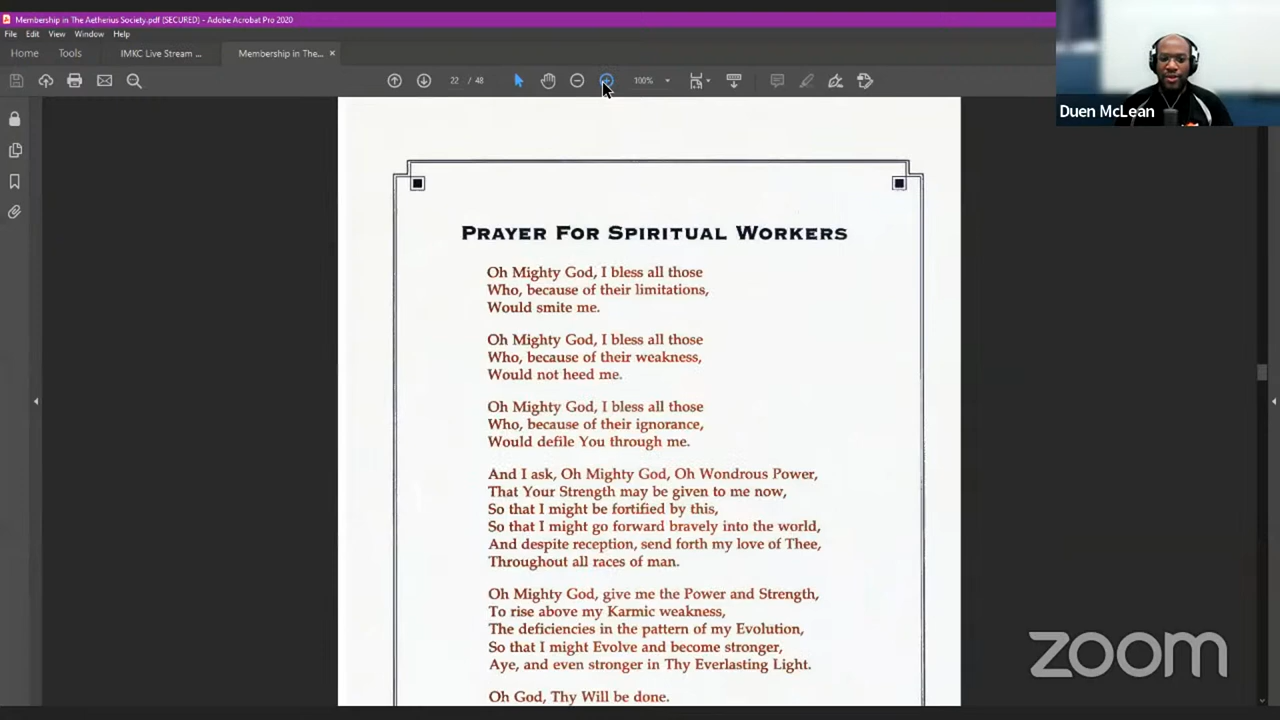 Membership in The Aetherius Society.pdf [SECURED] - Adobe Acrobat Pro 2020
File Edit View Window Help
Home Tools IMKC Live Stream ... Membership in The... ×
22 / 48 100%
Duen McLean
PRAYER FOR SPIRITUAL WORKERS
Oh Mighty God, I bless all those
Who, because of their limitations,
Would smite me.
Oh Mighty God, I bless all those
Who, because of their weakness,
Would not heed me.
Oh Mighty God, I bless all those
Who, because of their ignorance,
Would defile You through me.
And I ask, Oh Mighty God, Oh Wondrous Power,
That Your Strength may be given to me now,
So that I might be fortified by this,
So that I might go forward bravely into the world,
And despite reception, send forth my love of Thee,
Throughout all races of man.
Oh Mighty God, give me the Power and Strength,
To rise above my Karmic weakness,
The deficiencies in the pattern of my Evolution,
So that I might Evolve and become stronger,
Aye, and even stronger in Thy Everlasting Light.
Oh God, Thy Will be done.
zoom